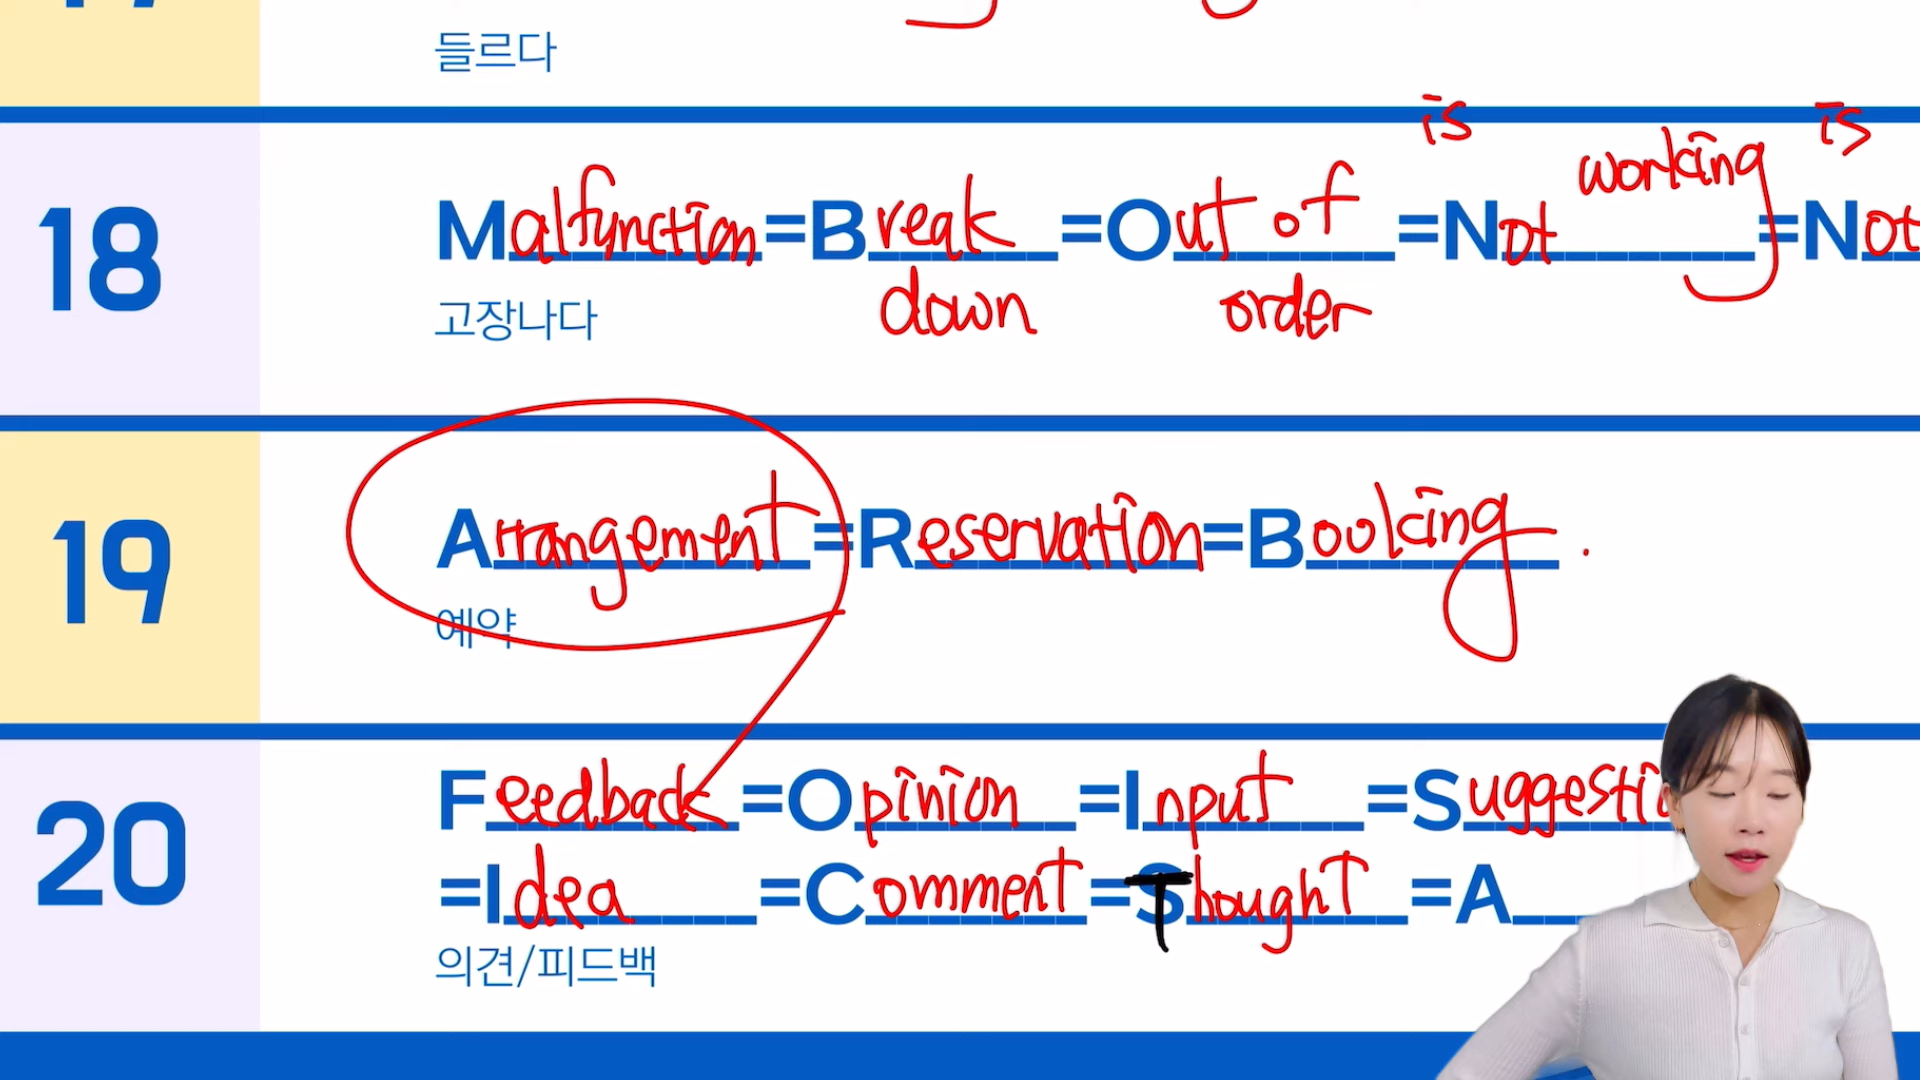 들르다
is is
18 Malfunction=Break down=Out of order=Not working=Not
고장나다
19 Arrangement=Reservation=Booking.
예약
20 Feedback=Opinion=Input=Suggestio
=Idea=Comment=Thought=A
의견/피드백